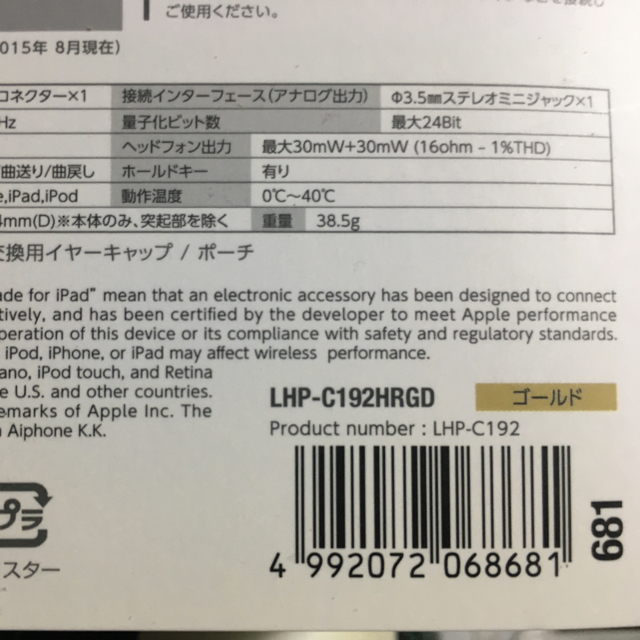 ご使用ください。
015年 8月現在)
コネクター×1 接続インターフェース(アナログ出力) Φ3.5mmステレオミニジャック×1
Hz 量子化ビット数 最大24Bit
ヘッドフォン出力 最大30mW+30mW (16ohm - 1%THD)
曲送り/曲戻し ホールドキー 有り
e,iPad,iPod 動作温度 0℃~40℃
4mm(D)※本体のみ、突起部を除く 重量 38.5g
交換用イヤーキャップ / ポーチ
ade for iPad" mean that an electronic accessory has been designed to connect
tively, and has been certified by the developer to meet Apple performance
peration of this device or its compliance with safety and regulatory standards.
iPod, iPhone, or iPad may affect wireless performance.
ano, iPod touch, and Retina
e U.S. and other countries.
emarks of Apple Inc. The
n Aiphone K.K.
LHP-C192HRGD ゴールド
Product number : LHP-C192
プラ
スター
4 992072 068681
681